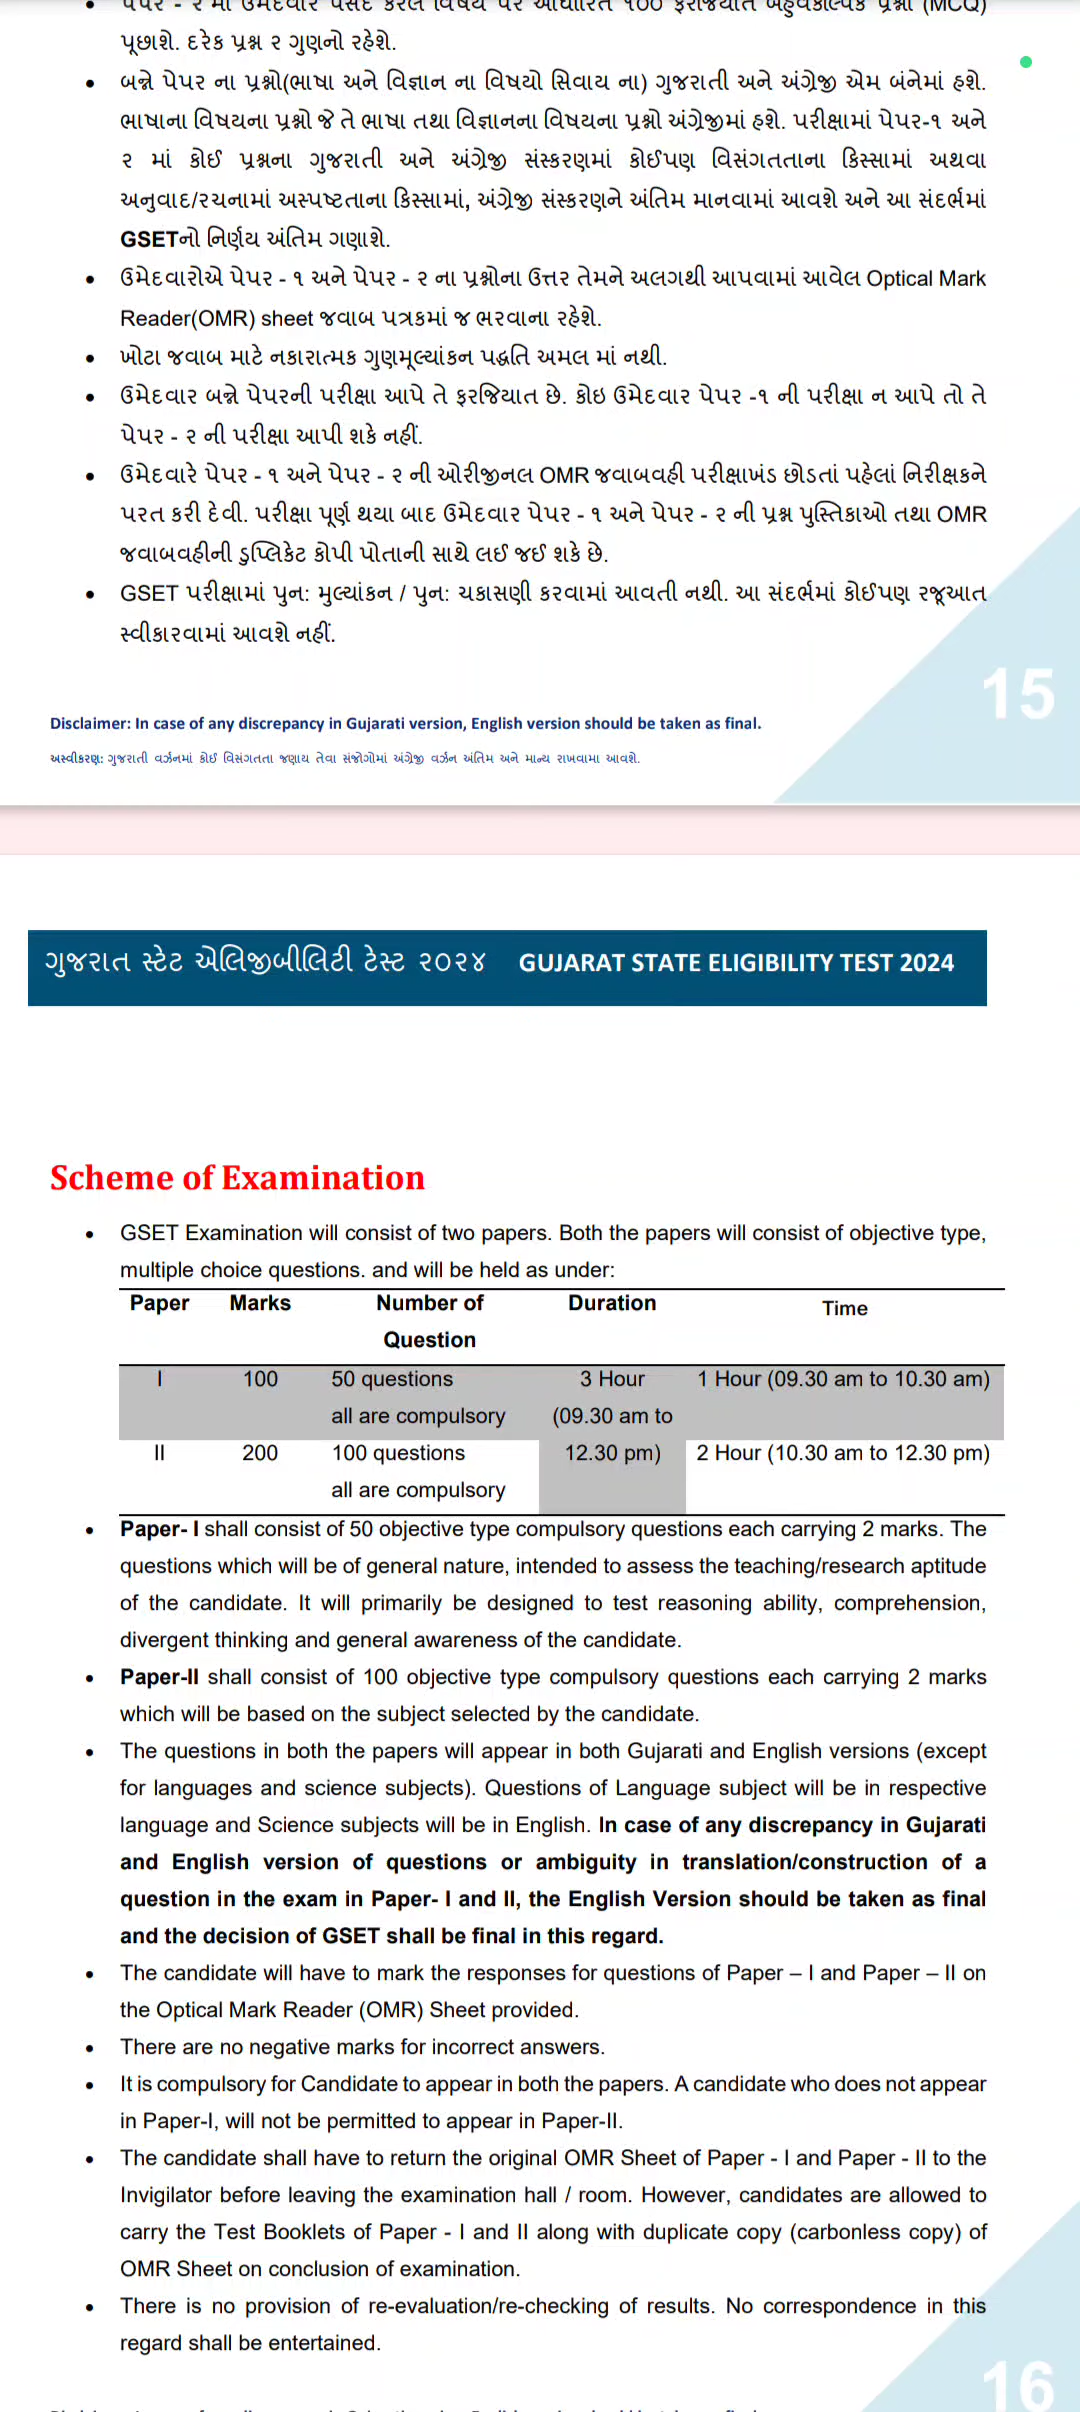 પેપર - ૨ માં ઉમેદવારે પસંદ કરેલ વિષય પર આધારિત ૧૦૦ ફરજિયાત બહુવિકલ્પિક પ્રશ્નો (MCQ)
પૂછાશે. દરેક પ્રશ્ન ૨ ગુણનો રહેશે.
• બન્ને પેપર ના પ્રશ્નો(ભાષા અને વિજ્ઞાન ના વિષયો સિવાય ના) ગુજરાતી અને અંગ્રેજી એમ બંનેમાં હશે.
ભાષાના વિષયના પ્રશ્નો જે તે ભાષા તથા વિજ્ઞાનના વિષયના પ્રશ્નો અંગ્રેજીમાં હશે. પરીક્ષામાં પેપર-૧ અને
૨ માં કોઈ પ્રશ્નના ગુજરાતી અને અંગ્રેજી સંસ્કરણમાં કોઈપણ વિસંગતતાના કિસ્સામાં અથવા
અનુવાદ/રચનામાં અસ્પષ્ટતાના કિસ્સામાં, અંગ્રેજી સંસ્કરણને અંતિમ માનવામાં આવશે અને આ સંદર્ભમાં
GSETનો નિર્ણય અંતિમ ગણાશે.
• ઉમેદવારોએ પેપર - ૧ અને પેપર - ૨ ના પ્રશ્નોના ઉત્તર તેમને અલગથી આપવામાં આવેલ Optical Mark
Reader(OMR) sheet જવાબ પત્રકમાં જ ભરવાના રહેશે.
• ખોટા જવાબ માટે નકારાત્મક ગુણમૂલ્યાંકન પદ્ધતિ અમલ માં નથી.
• ઉમેદવાર બન્ને પેપરની પરીક્ષા આપે તે ફરજિયાત છે. કોઇ ઉમેદવાર પેપર -૧ ની પરીક્ષા ન આપે તો તે
પેપર - ૨ ની પરીક્ષા આપી શકે નહીં.
• ઉમેદવારે પેપર - ૧ અને પેપર - ૨ ની ઓરીજીનલ OMR જવાબવહી પરીક્ષાખંડ છોડતાં પહેલાં નિરીક્ષકને
પરત કરી દેવી. પરીક્ષા પૂર્ણ થયા બાદ ઉમેદવાર પેપર - ૧ અને પેપર - ૨ ની પ્રશ્ન પુસ્તિકાઓ તથા OMR
જવાબવહીની ડુપ્લિકેટ કોપી પોતાની સાથે લઈ જઈ શકે છે.
• GSET પરીક્ષામાં પુન: મુલ્યાંકન / પુન: ચકાસણી કરવામાં આવતી નથી. આ સંદર્ભમાં કોઈપણ રજૂઆત
સ્વીકારવામાં આવશે નહીં.
15
Disclaimer: In case of any discrepancy in Gujarati version, English version should be taken as final.
અસ્વીકરણ: ગુજરાતી વર્ઝનમાં કોઈ વિસંગતતા જણાય તેવા સંજોગોમાં અંગ્રેજી વર્ઝન અંતિમ અને માન્ય રાખવામા આવશે.
ગુજરાત સ્ટેટ એલિજીબીલિટી ટેસ્ટ ૨૦૨૪ GUJARAT STATE ELIGIBILITY TEST 2024
Scheme of Examination
• GSET Examination will consist of two papers. Both the papers will consist of objective type,
multiple choice questions. and will be held as under:
Paper Marks Number of Duration Time
Question
I 100 50 questions 3 Hour 1 Hour (09.30 am to 10.30 am)
all are compulsory (09.30 am to
II 200 100 questions 12.30 pm) 2 Hour (10.30 am to 12.30 pm)
all are compulsory
• Paper- I shall consist of 50 objective type compulsory questions each carrying 2 marks. The
questions which will be of general nature, intended to assess the teaching/research aptitude
of the candidate. It will primarily be designed to test reasoning ability, comprehension,
divergent thinking and general awareness of the candidate.
• Paper-II shall consist of 100 objective type compulsory questions each carrying 2 marks
which will be based on the subject selected by the candidate.
• The questions in both the papers will appear in both Gujarati and English versions (except
for languages and science subjects). Questions of Language subject will be in respective
language and Science subjects will be in English. In case of any discrepancy in Gujarati
and English version of questions or ambiguity in translation/construction of a
question in the exam in Paper- I and II, the English Version should be taken as final
and the decision of GSET shall be final in this regard.
• The candidate will have to mark the responses for questions of Paper – I and Paper – II on
the Optical Mark Reader (OMR) Sheet provided.
• There are no negative marks for incorrect answers.
• It is compulsory for Candidate to appear in both the papers. A candidate who does not appear
in Paper-I, will not be permitted to appear in Paper-II.
• The candidate shall have to return the original OMR Sheet of Paper - I and Paper - II to the
Invigilator before leaving the examination hall / room. However, candidates are allowed to
carry the Test Booklets of Paper - I and II along with duplicate copy (carbonless copy) of
OMR Sheet on conclusion of examination.
• There is no provision of re-evaluation/re-checking of results. No correspondence in this
regard shall be entertained.
16